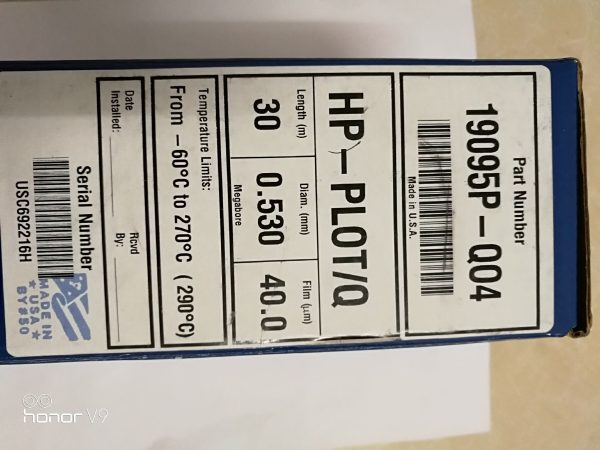 Part Number
19095P-Q04
Made in U.S.A.
HP-PLOT/Q
Length (m) Diam. (mm) Film (μm)
30 0.530 40.0
Megabore
Temperature Limits:
From -60°C to 270°C (290°C)
Date Installed: Rcvd By:
Serial Number
USC692216H
MADE IN
★ USA ★
BY #50
honor V9